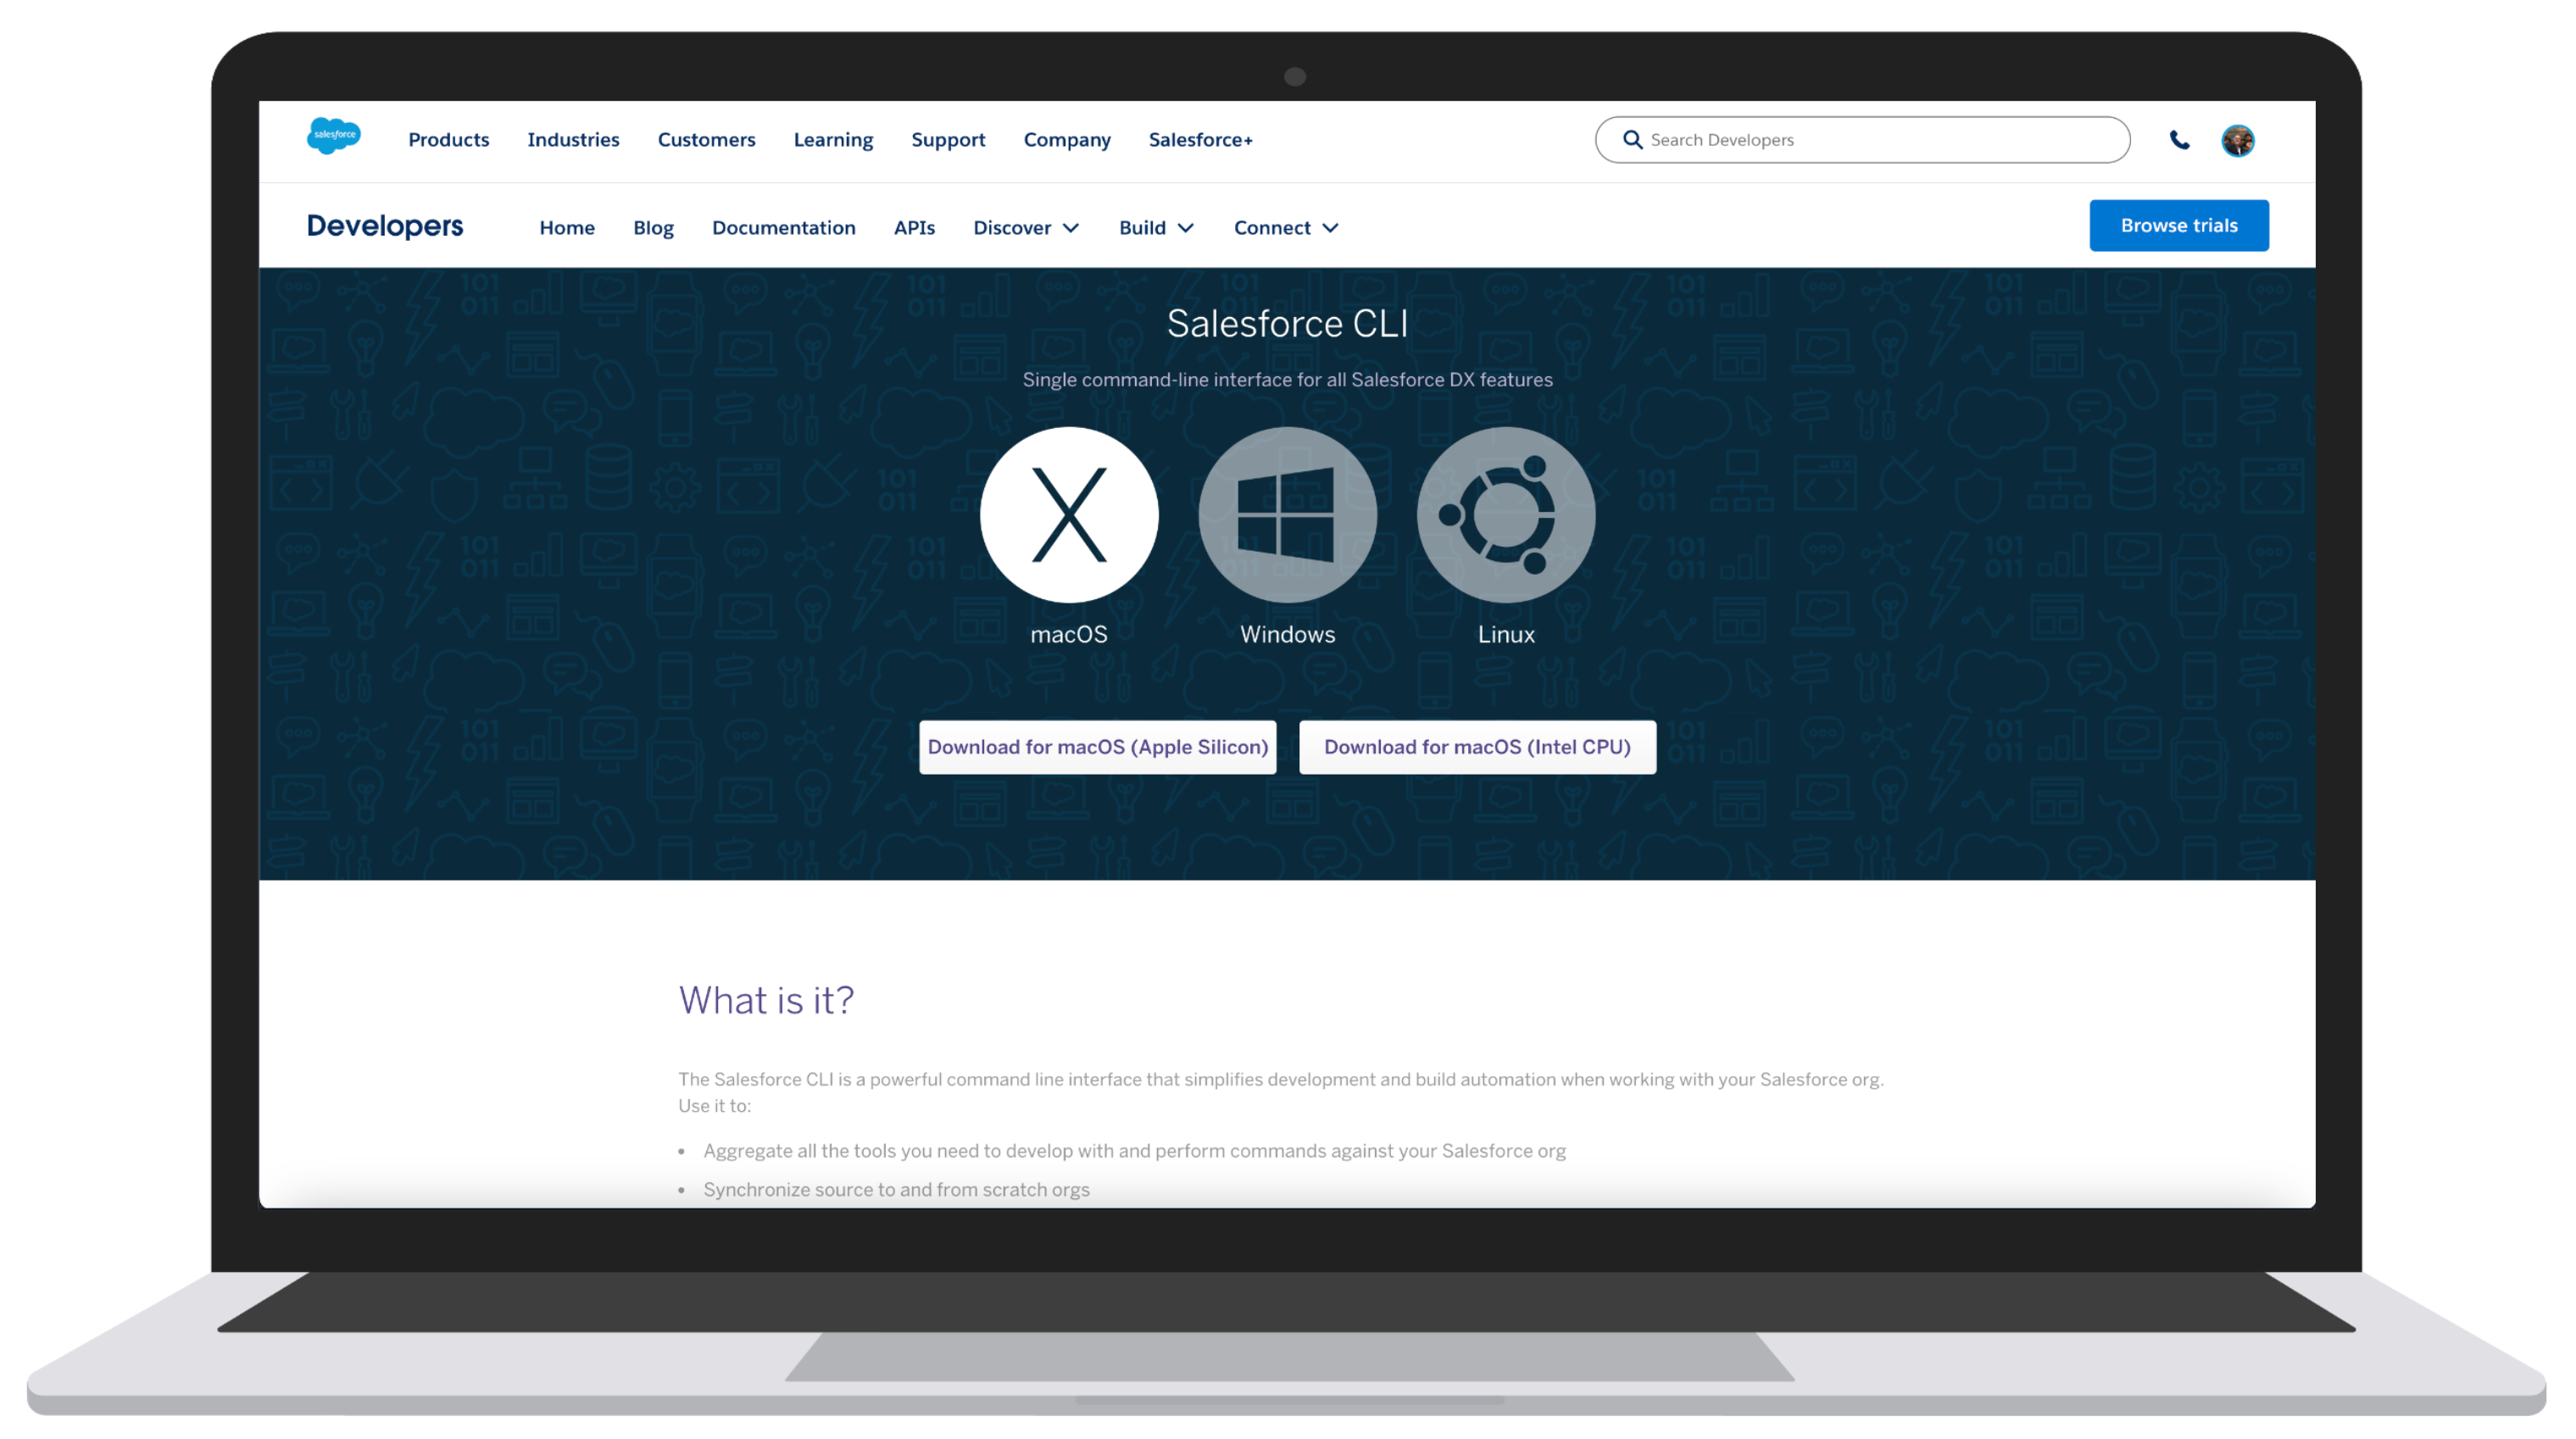 salesforce
Products Industries Customers Learning Support Company Salesforce+
Search Developers
Developers
Home Blog Documentation APIs Discover Build Connect
Browse trials
Salesforce CLI
Single command-line interface for all Salesforce DX features
macOS Windows Linux
Download for macOS (Apple Silicon) Download for macOS (Intel CPU)
What is it?
The Salesforce CLI is a powerful command line interface that simplifies development and build automation when working with your Salesforce org.
Use it to:
• Aggregate all the tools you need to develop with and perform commands against your Salesforce org
• Synchronize source to and from scratch orgs